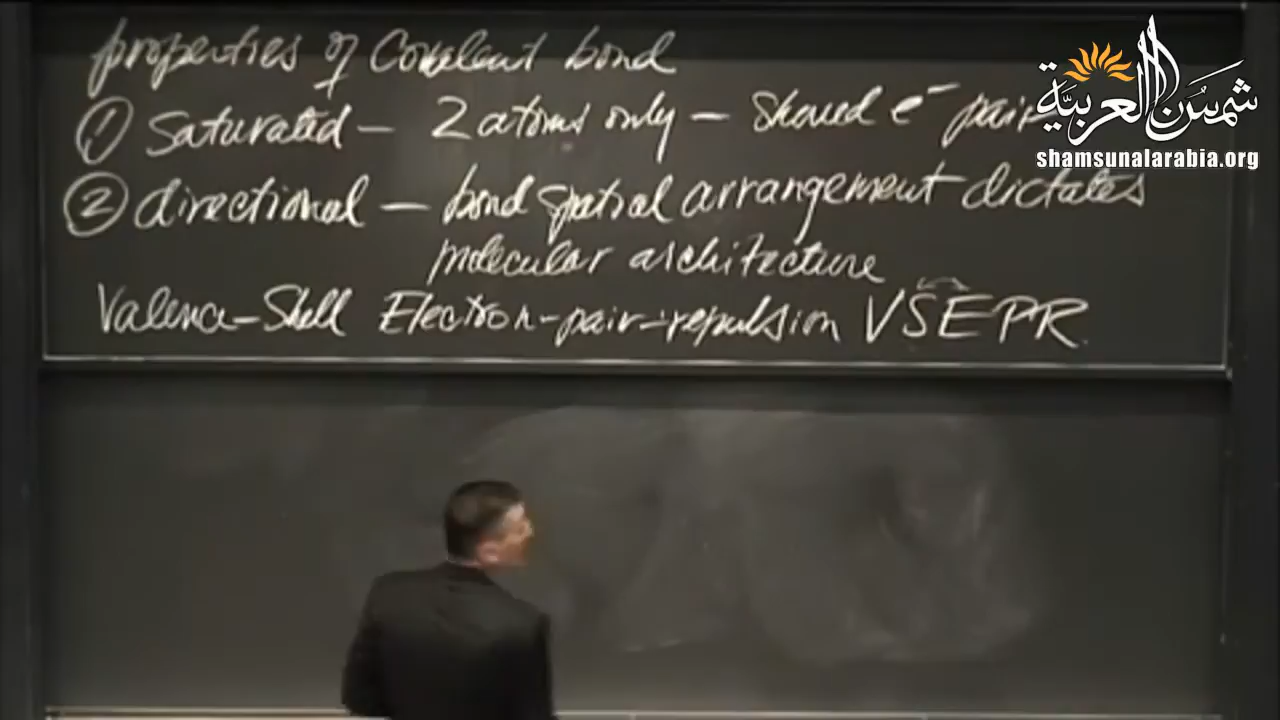 properties of Covalent bond
① Saturated – 2 atoms only – Shared e⁻ pair
② directional – bond spatial arrangement dictates
molecular architecture
Valence-Shell Electron-pair-repulsion VSEPR
شمس العربية
shamsunalarabia.org